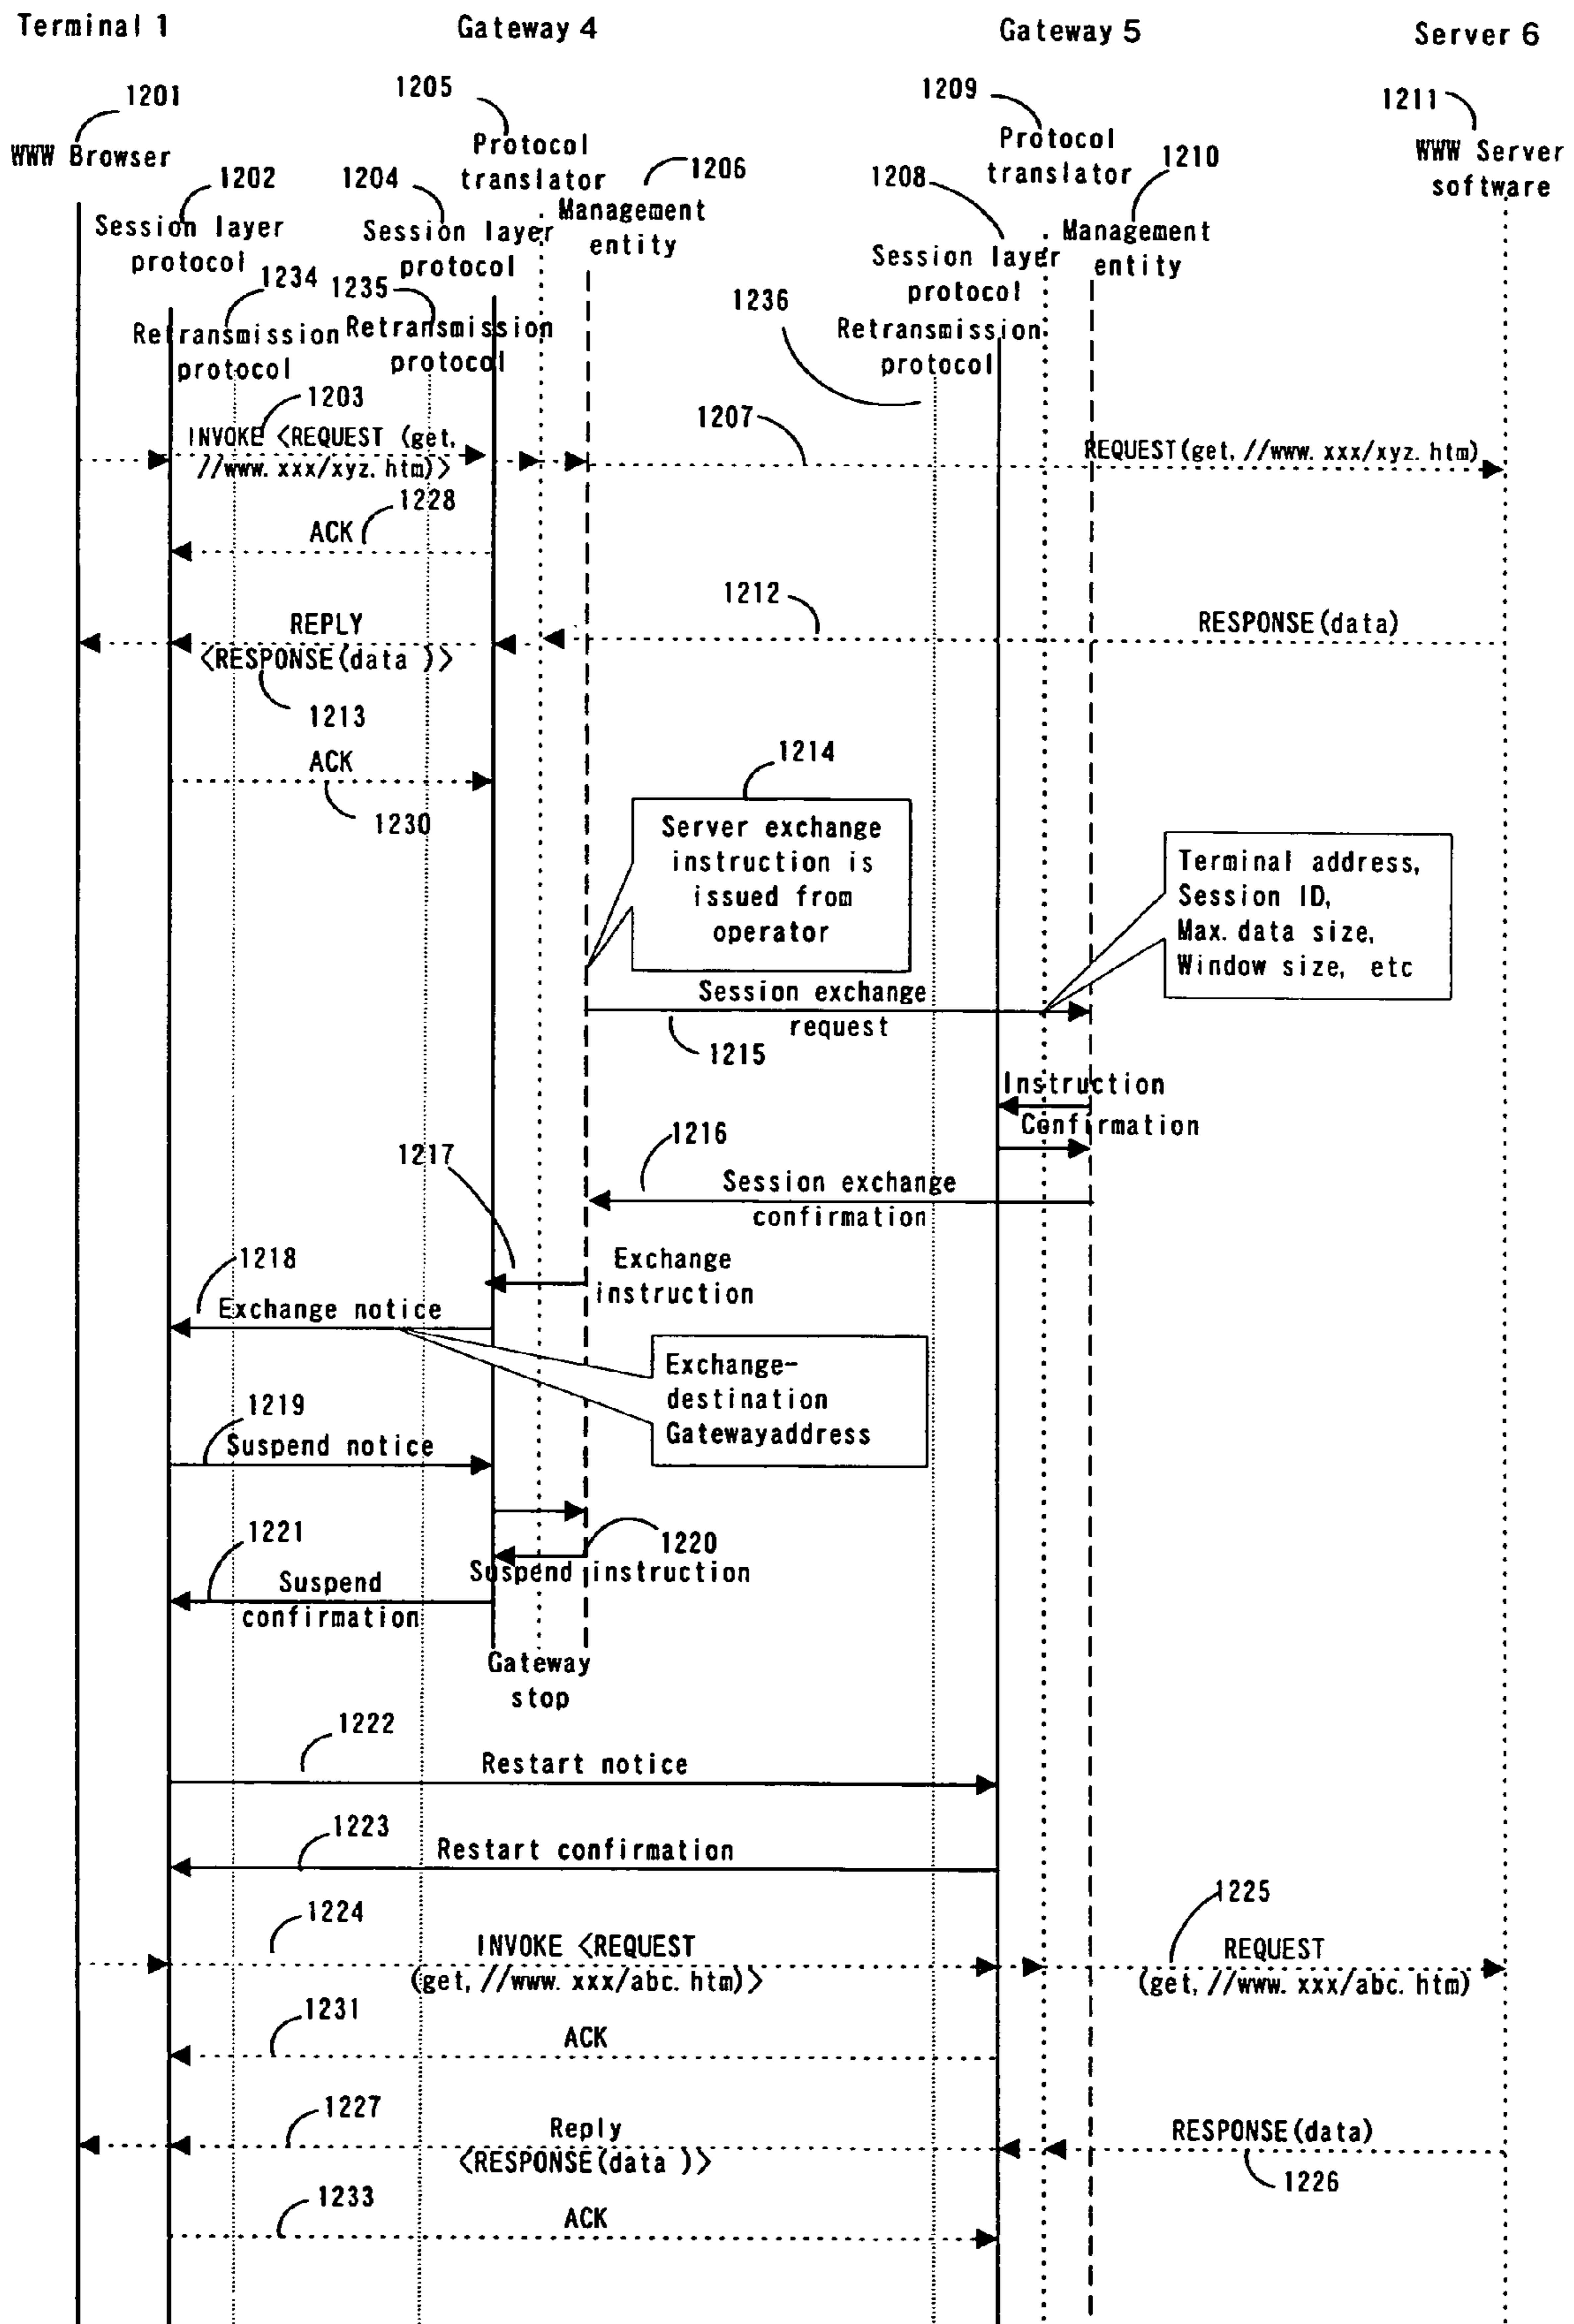 Terminal 1
Gateway 4
Gateway 5
Server 6
1201
1205
1209
1211
WWW Browser
Protocol
translator
Protocol
translator
WWW Server
software
1202
1204
1206
1208
1210
Session layer
protocol
Session layer
protocol
Management
entity
Session layer
protocol
Management
entity
1234
1235
1236
Retransmission
protocol
Retransmission
protocol
Retransmission
protocol
1203
INVOKE <REQUEST (get,
//www. xxx/xyz. htm)>
1207
REQUEST(get, //www. xxx/xyz. htm)
1228
ACK
1212
REPLY
<RESPONSE(data )>
RESPONSE(data)
1213
ACK
1230
1214
Server exchange
instruction is
issued from
operator
Terminal address,
Session ID,
Max. data size,
Window size, etc
Session exchange
request
1215
Instruction
Confirmation
1216
1217
Session exchange
confirmation
1218
Exchange
instruction
Exchange notice
Exchange-
destination
Gatewayaddress
1219
Suspend notice
1221
1220
Suspend instruction
Suspend
confirmation
Gateway
stop
1222
Restart notice
1223
Restart confirmation
1224
1225
INVOKE <REQUEST
(get, //www. xxx/abc. htm)>
REQUEST
(get, //www. xxx/abc. htm)
1231
ACK
1227
Reply
<RESPONSE(data )>
RESPONSE(data)
1226
1233
ACK